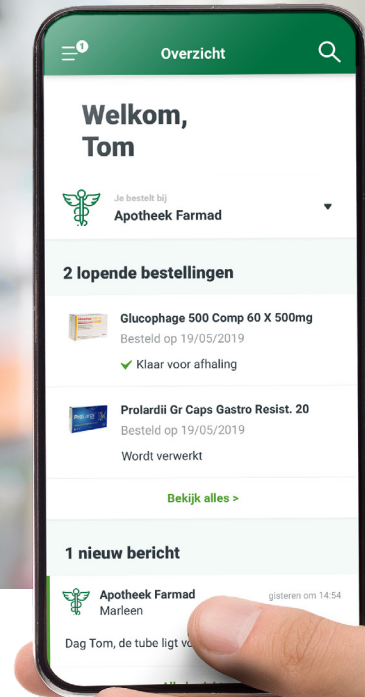 1
Overzicht
Welkom,
Tom
Je bestelt bij
Apotheek Farmad
2 lopende bestellingen
Glucophage 500 Comp 60 X 500mg
Besteld op 19/05/2019
Klaar voor afhaling
Prolardii Gr Caps Gastro Resist. 20
Besteld op 19/05/2019
Wordt verwerkt
Bekijk alles >
1 nieuw bericht
Apotheek Farmad
gisteren om 14:54
Marleen
Dag Tom, de tube ligt